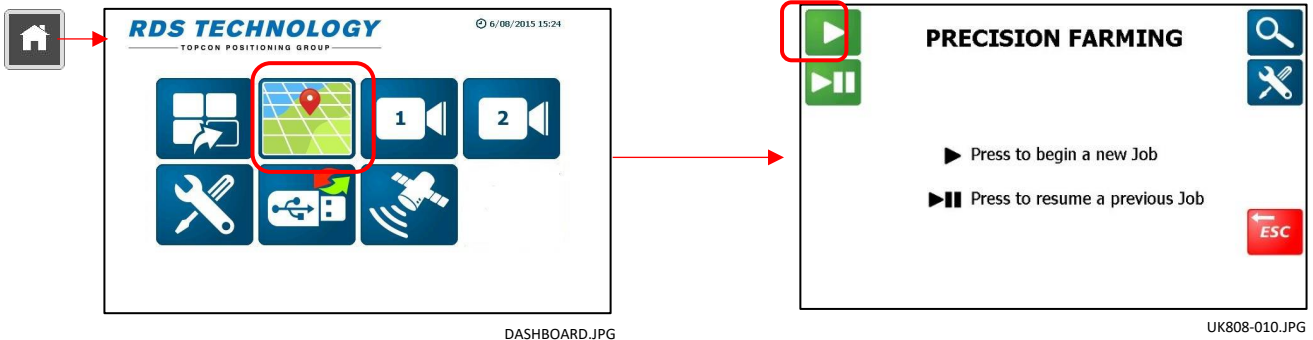 RDS TECHNOLOGY
TOPCON POSITIONING GROUP
6/08/2015 15:24
1
2
DASHBOARD.JPG
PRECISION FARMING
Press to begin a new Job
Press to resume a previous Job
ESC
UK808-010.JPG